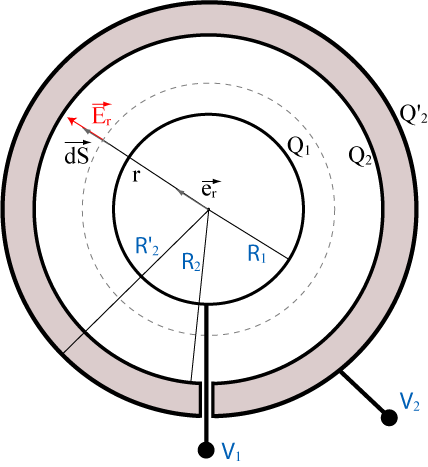 Q'₂
E⃗ᵣ
Q₁
dS⃗
Q₂
r
e⃗ᵣ
R'₂
R₂
R₁
V₂
V₁